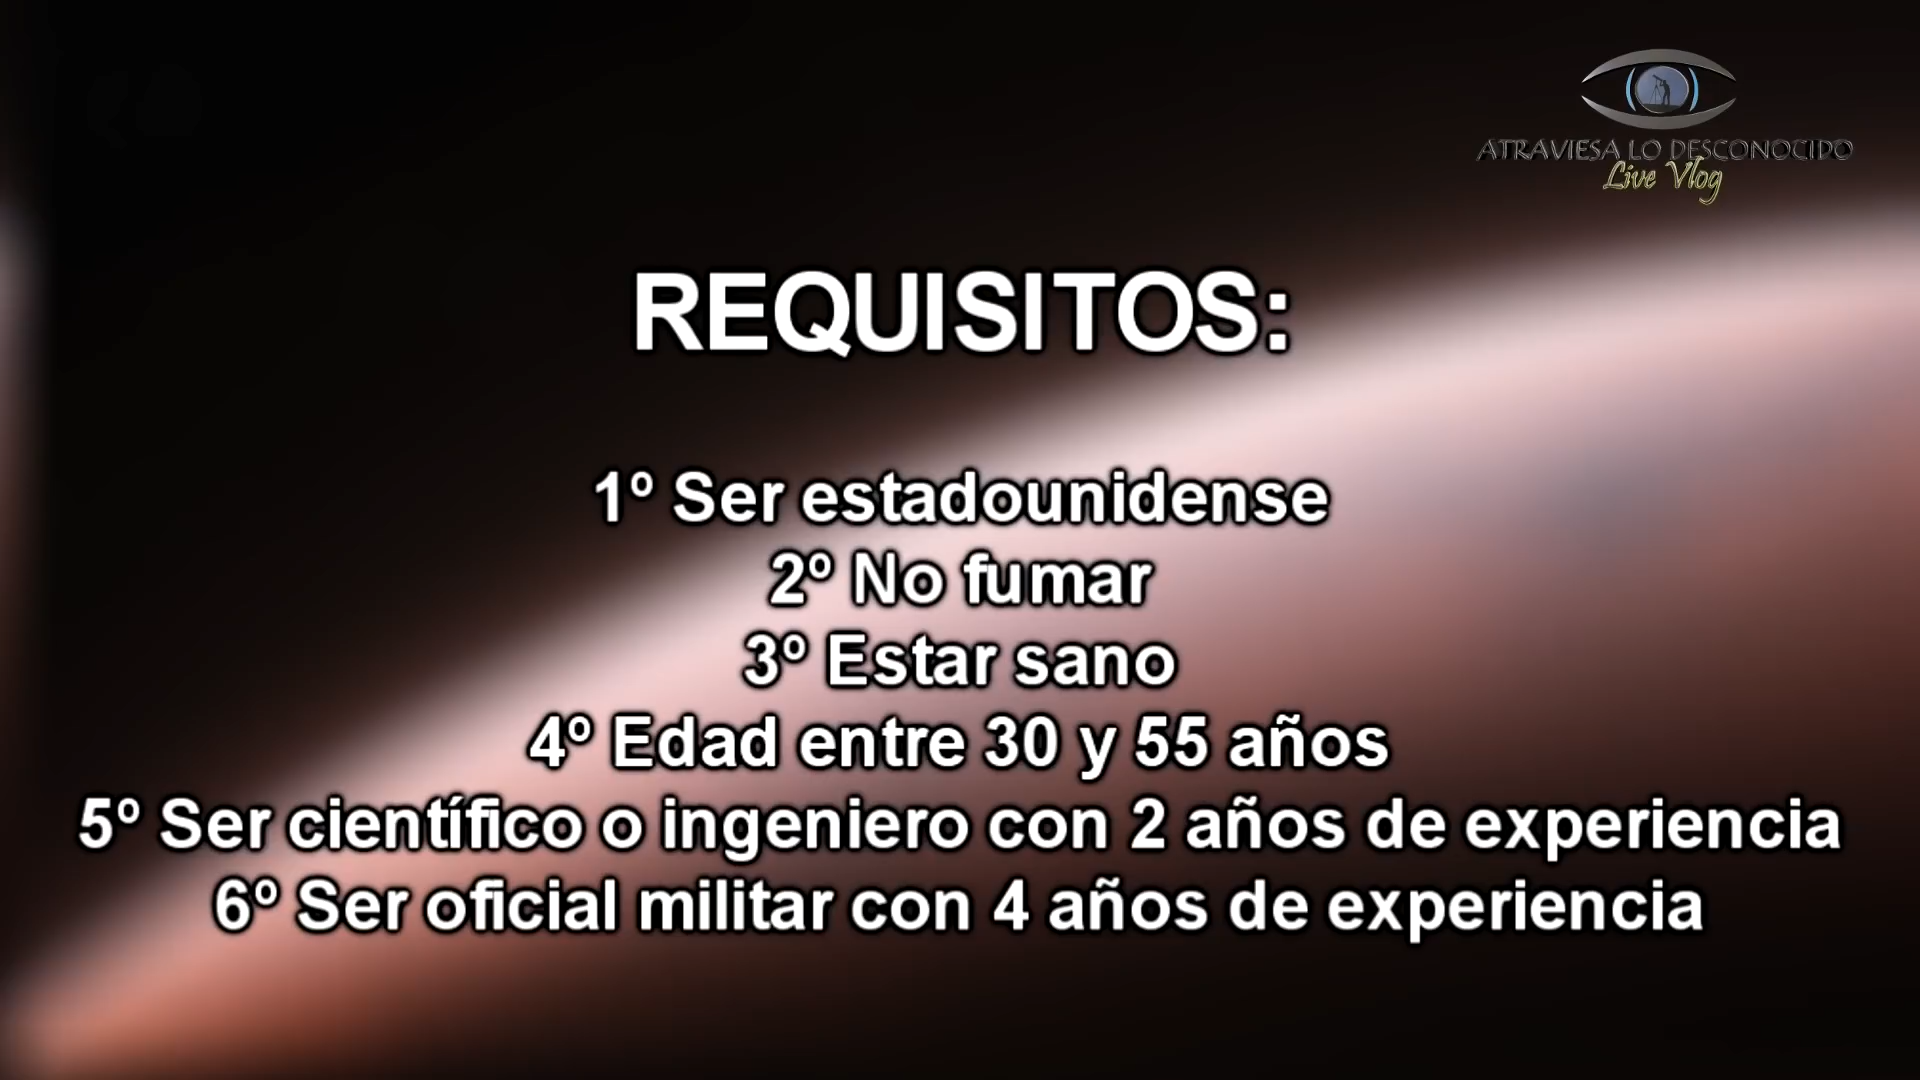 ATRAVIESA LO DESCONOCIDO
Live Vlog
REQUISITOS:
1º Ser estadounidense
2º No fumar
3º Estar sano
4º Edad entre 30 y 55 años
5º Ser científico o ingeniero con 2 años de experiencia
6º Ser oficial militar con 4 años de experiencia